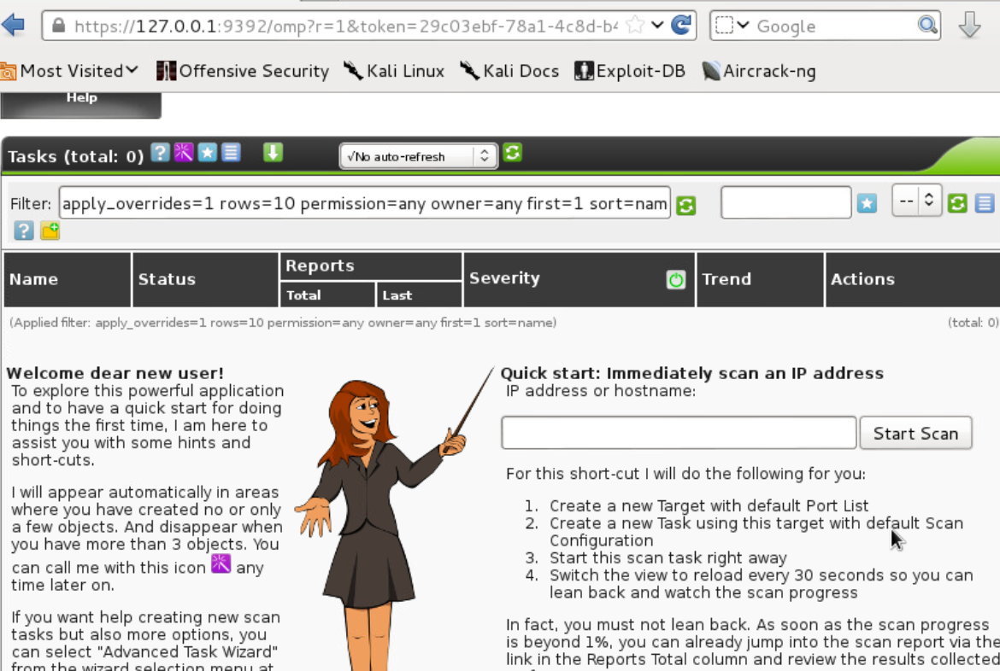 https://127.0.0.1:9392/omp?r=1&token=29c03ebf-78a1-4c8d-b4
Google
Most Visited
Offensive Security
Kali Linux
Kali Docs
Exploit-DB
Aircrack-ng
Help
Tasks (total: 0)
√No auto-refresh
Filter: apply_overrides=1 rows=10 permission=any owner=any first=1 sort=nam
--
Name
Status
Reports
Total
Last
Severity
Trend
Actions
(Applied filter: apply_overrides=1 rows=10 permission=any owner=any first=1 sort=name)
(total: 0)
Welcome dear new user!
To explore this powerful application
and to have a quick start for doing
things the first time, I am here to
assist you with some hints and
short-cuts.
I will appear automatically in areas
where you have created no or only
a few objects. And disappear when
you have more than 3 objects. You
can call me with this icon any
time later on.
If you want help creating new scan
tasks but also more options, you
can select "Advanced Task Wizard"
from the wizard selection menu at
Quick start: Immediately scan an IP address
IP address or hostname:
Start Scan
For this short-cut I will do the following for you:
1. Create a new Target with default Port List
2. Create a new Task using this target with default Scan
Configuration
3. Start this scan task right away
4. Switch the view to reload every 30 seconds so you can
lean back and watch the scan progress
In fact, you must not lean back. As soon as the scan progress
is beyond 1%, you can already jump into the scan report via the
link in the Reports Total column and review the results collected